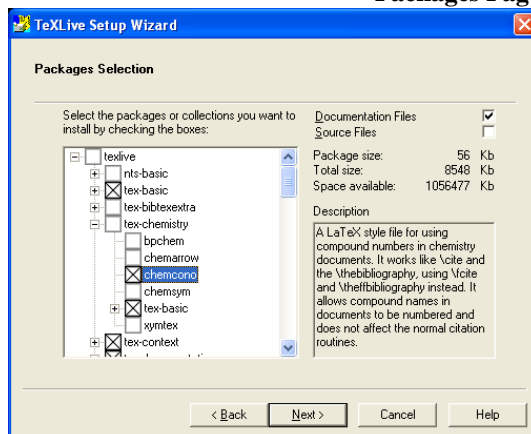 TeXLive Setup Wizard
Packages Selection
Select the packages or collections you want to
install by checking the boxes:
texlive
nts-basic
tex-basic
tex-bibtexextra
tex-chemistry
bpchem
chemarrow
chemcono
chemsym
tex-basic
xymtex
tex-context
Documentation Files
Source Files
Package size: 56 Kb
Total size: 8548 Kb
Space available: 1056477 Kb
Description
A LaTeX style file for using
compound numbers in chemistry
documents. It works like \cite and
the \thebibliography, using \fcite
and \theffbibliography instead. It
allows compound names in
documents to be numbered and
does not affect the normal citation
routines.
< Back
Next >
Cancel
Help